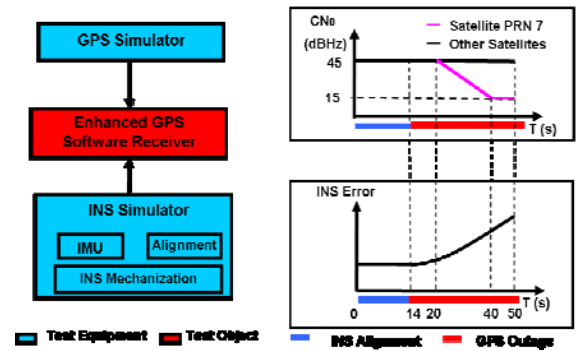 GPS Simulator
Enhanced GPS
Software Receiver
INS Simulator
IMU
Alignment
INS Mechanization
Test Equipment
Test Object
CN0
(dBHz)
Satellite PRN 7
Other Satellites
45
15
T (s)
INS Error
T (s)
0
14
20
40
50
INS Alignment
GPS Outage